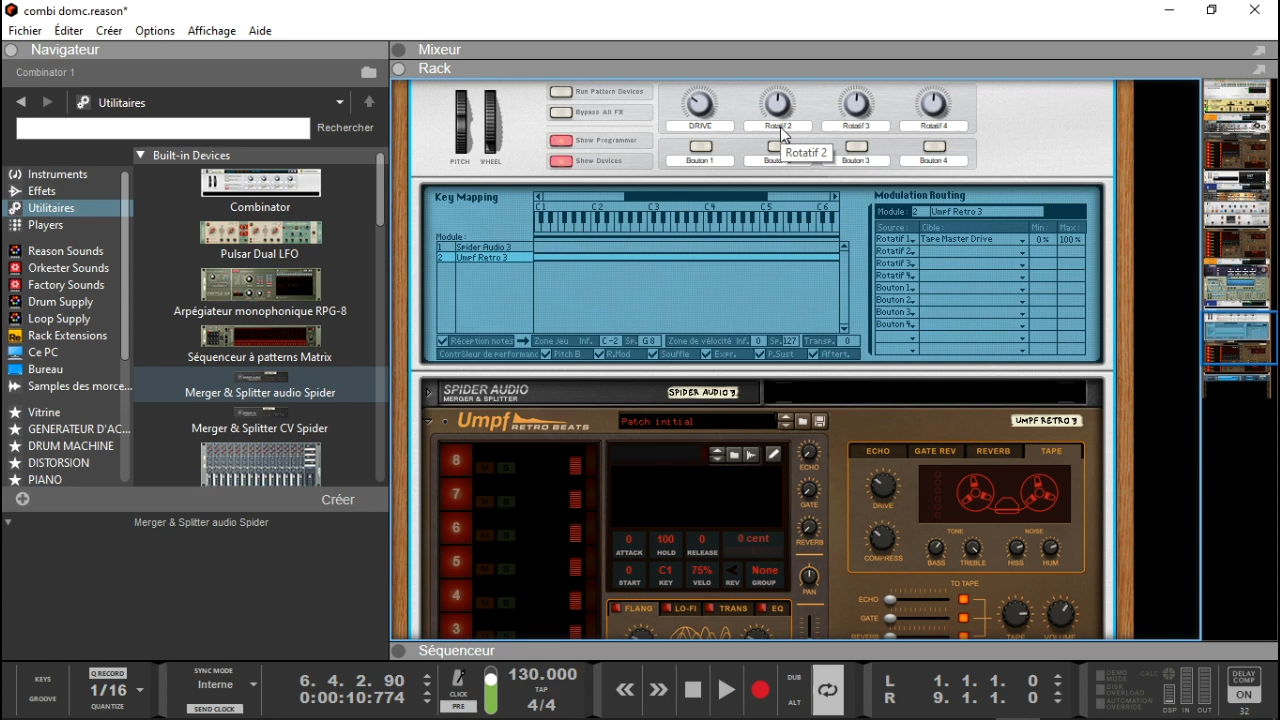 combi domc.reason*
Fichier Éditer Créer Options Affichage Aide
Navigateur
Combinator 1
Utilitaires
Rechercher
Built-in Devices
Instruments
Effets
Utilitaires
Players
Reason Sounds
Orkester Sounds
Factory Sounds
Drum Supply
Loop Supply
Rack Extensions
Ce PC
Bureau
Samples des morce...
Vitrine
GENERATEUR D'AC...
DRUM MACHINE
DISTORSION
PIANO
Combinator
Pulsar Dual LFO
Arpégiateur monophonique RPG-8
Séquenceur à patterns Matrix
Merger & Splitter audio Spider
Merger & Splitter CV Spider
Créer
Merger & Splitter audio Spider
Mixeur
Rack
PITCH WHEEL
Run Pattern Devices
Bypass All FX
Show Programmer
Show Devices
DRIVE Rotatif 2 Rotatif 3 Rotatif 4
Bouton 1 Bouton 3 Bouton 4
Rotatif 2
Key Mapping
C1 C2 C3 C4 C5 C6
Module:
1 Spider Audio 3
2 Umpf Retro 3
Réception notes Zone Jeu Inf. C-2 Sp. G8 Zone de vélocité Inf. 0 Sp. 127 Transp. 0
Contrôleur de performanc Pitch B R.Mod Souffle Expr. P.Sust Aftert.
Modulation Routing
Module: 2 Umpf Retro 3
Source: Cible: Min: Max:
Rotatif 1 Tape Master Drive 0% 100%
Rotatif 2
Rotatif 3
Rotatif 4
Bouton 1
Bouton 2
Bouton 3
Bouton 4
SPIDER AUDIO
MERGER & SPLITTER
SPIDER AUDIO 3
Umpf RETRO BEATS
Patch initial
UMPF RETRO 3
8 M S
7 M S
6 M S
5 M S
4 M S
3
0 100 0 0 cent
ATTACK HOLD RELEASE
0 C1 75% < None
START KEY VELO REV GROUP
FLANG LO-FI TRANS EQ
ECHO
GATE
REVERB
PAN
ECHO GATE REV REVERB TAPE
DRIVE
COMPRESS
TONE NOISE
BASS TREBLE HISS HUM
TO TAPE
ECHO
GATE
REVERB
TAPE VOLUME
Séquenceur
KEYS
GROOVE
Q RECORD
1/16
QUANTIZE
SYNC MODE
Interne
SEND CLOCK
6. 4. 2. 90
0:00:10:774
CLICK
PRE
130.000
TAP
4/4
DUB
ALT
L 1. 1. 1. 0
R 9. 1. 1. 0
DEMO MODE
DISK OVERLOAD
AUTOMATION OVERRIDE
CALC
DSP IN OUT
DELAY COMP
ON
32